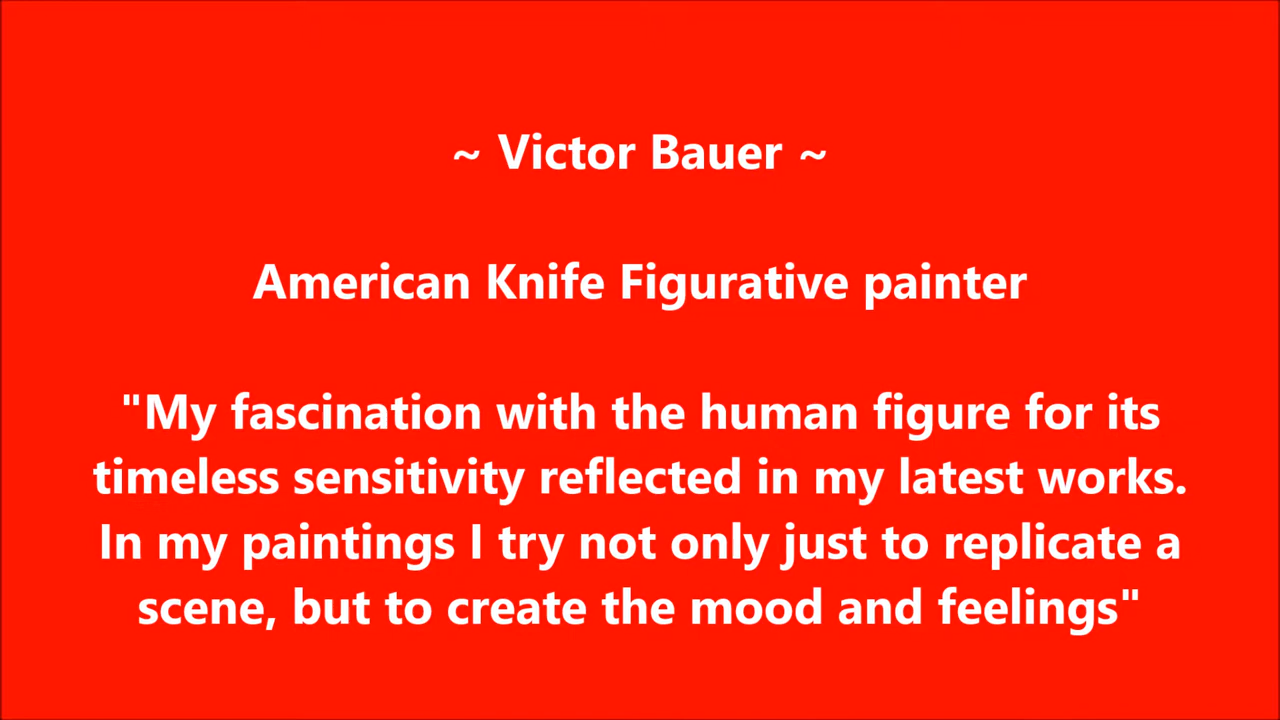 ~ Victor Bauer ~
American Knife Figurative painter
"My fascination with the human figure for its
timeless sensitivity reflected in my latest works.
In my paintings I try not only just to replicate a
scene, but to create the mood and feelings"